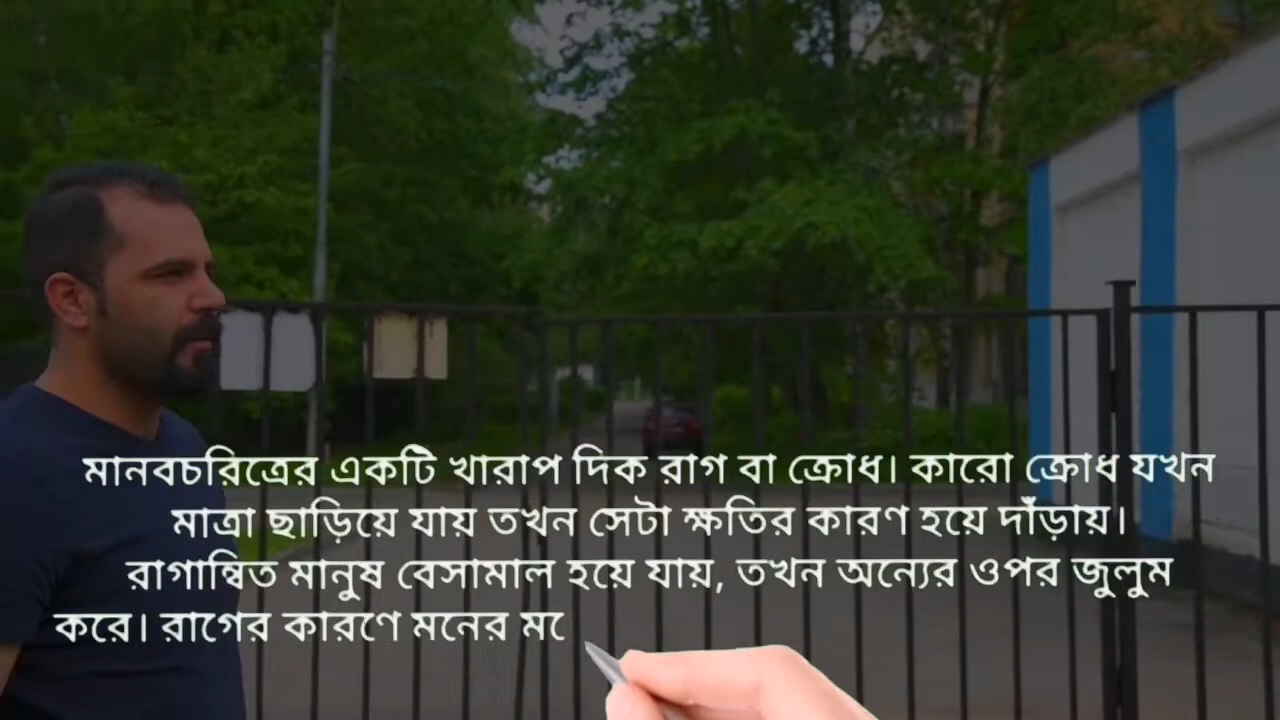 মানবচরিত্রের একটি খারাপ দিক রাগ বা ক্রোধ। কারো ক্রোধ যখন
মাত্রা ছাড়িয়ে যায় তখন সেটা ক্ষতির কারণ হয়ে দাঁড়ায়।
রাগান্বিত মানুষ বেসামাল হয়ে যায়, তখন অন্যের ওপর জুলুম
করে। রাগের কারণে মনের